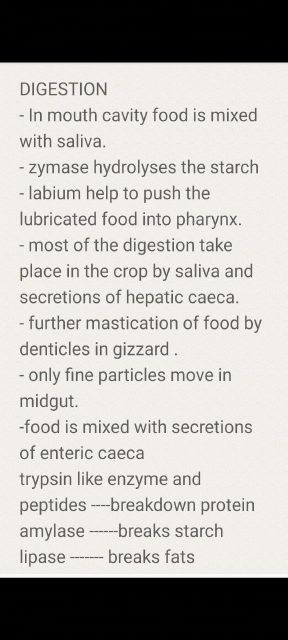 DIGESTION
- In mouth cavity food is mixed
with saliva.
- zymase hydrolyses the starch
- labium help to push the
lubricated food into pharynx.
- most of the digestion take
place in the crop by saliva and
secretions of hepatic caeca.
- further mastication of food by
denticles in gizzard .
- only fine particles move in
midgut.
-food is mixed with secretions
of enteric caeca
trypsin like enzyme and
peptides ----breakdown protein
amylase ------breaks starch
lipase ------- breaks fats